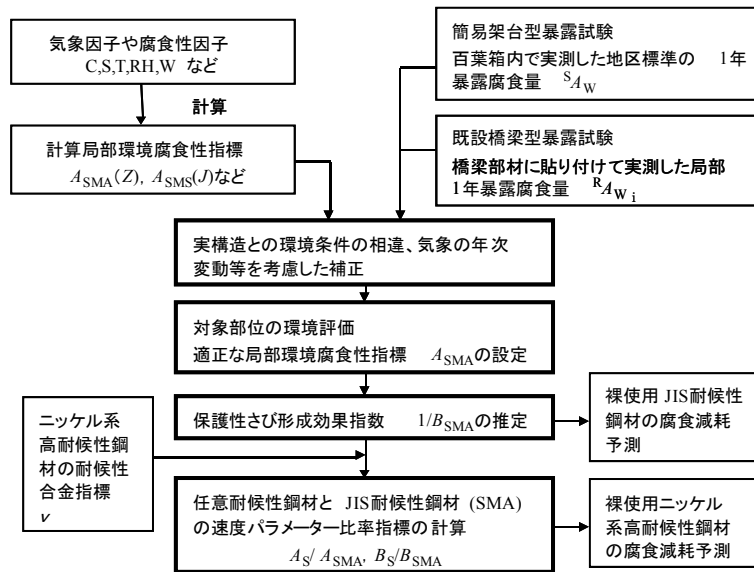 気象因子や腐食性因子
C,S,T,RH,W など
計算
計算局部環境腐食性指標
A_SMA(Z), A_SMS(J)など
簡易架台型暴露試験
百葉箱内で実測した地区標準の 1年
暴露腐食量 ^S A_W
既設橋梁型暴露試験
橋梁部材に貼り付けて実測した局部
1年暴露腐食量 ^R A_W i
実構造との環境条件の相違、気象の年次
変動等を考慮した補正
対象部位の環境評価
適正な局部環境腐食性指標 A_SMAの設定
保護性さび形成効果指数 1/B_SMAの推定
裸使用 JIS耐候性
鋼材の腐食減耗
予測
ニッケル系
高耐候性鋼
材の耐候性
合金指標
ν
任意耐候性鋼材と JIS耐候性鋼材 (SMA)
の速度パラメーター比率指標の計算
A_S/ A_SMA, B_S/B_SMA
裸使用ニッケル
系高耐候性鋼材
の腐食減耗予測